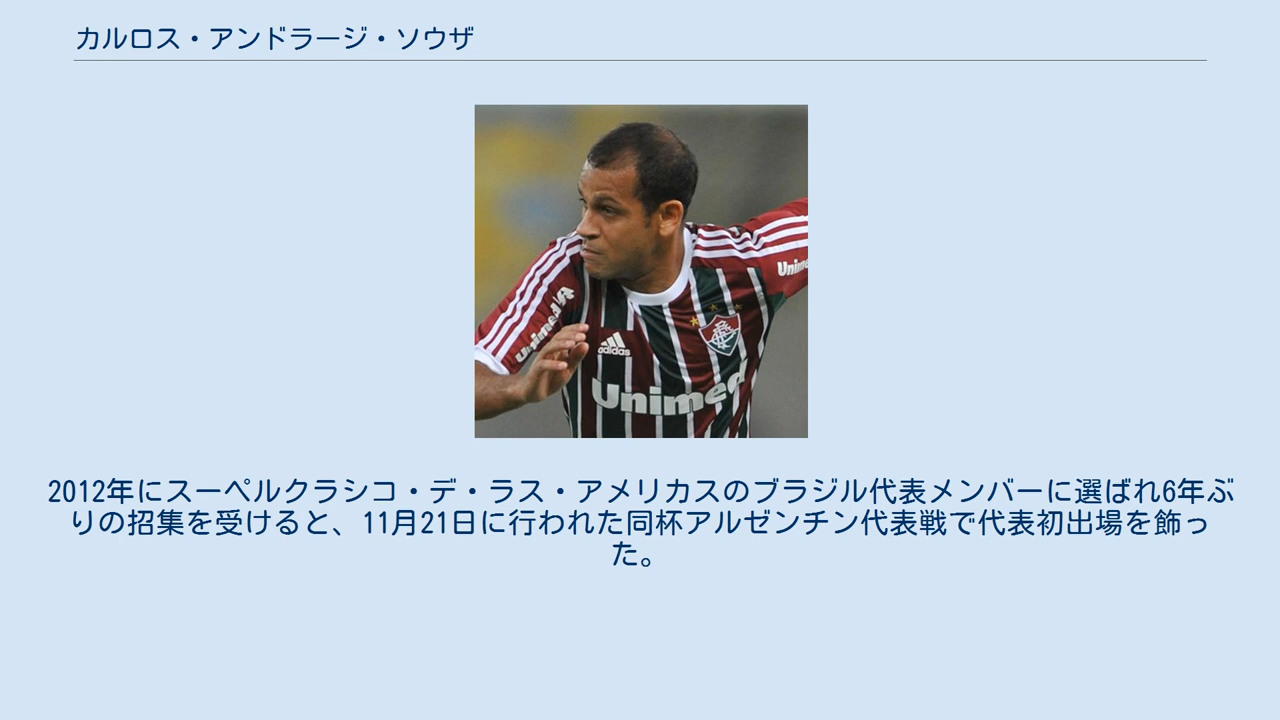 カルロス・アンドラージ・ソウザ
Unimed
Unimed
adidas
Unimed
2012年にスーペルクラシコ・デ・ラス・アメリカスのブラジル代表メンバーに選ばれ6年ぶ
りの招集を受けると、11月21日に行われた同杯アルゼンチン代表戦で代表初出場を飾っ
た。